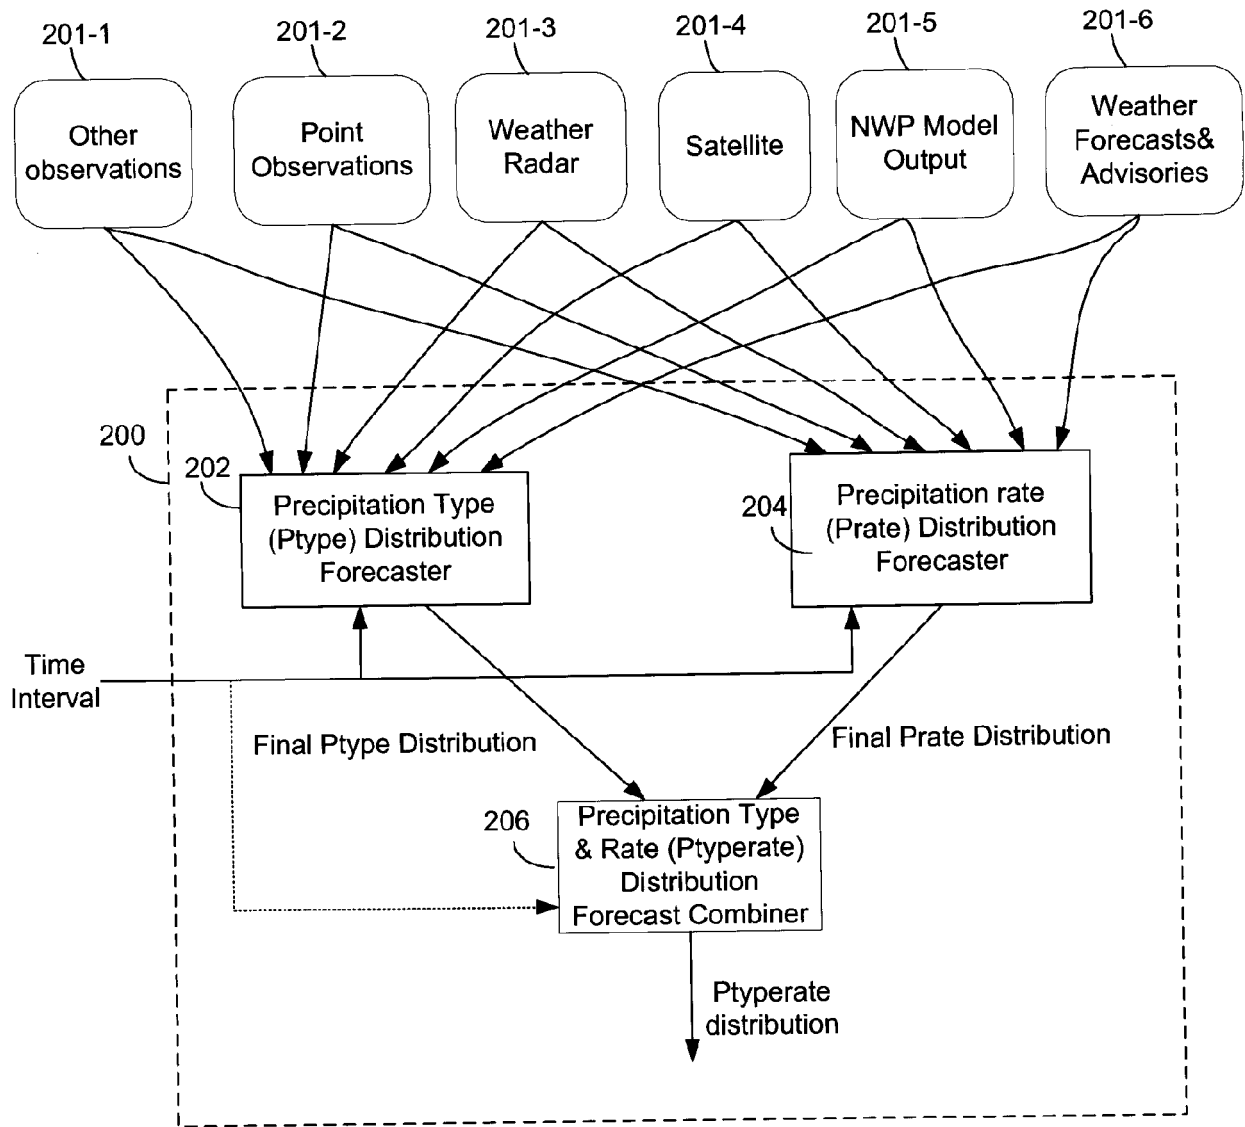 201-1
201-2
201-3
201-4
201-5
201-6
Other
observations
Point
Observations
Weather
Radar
Satellite
NWP Model
Output
Weather
Forecasts&
Advisories
200
202
Precipitation Type
(Ptype) Distribution
Forecaster
204
Precipitation rate
(Prate) Distribution
Forecaster
Time
Interval
Final Ptype Distribution
Final Prate Distribution
206
Precipitation Type
& Rate (Ptyperate)
Distribution
Forecast Combiner
Ptyperate
distribution